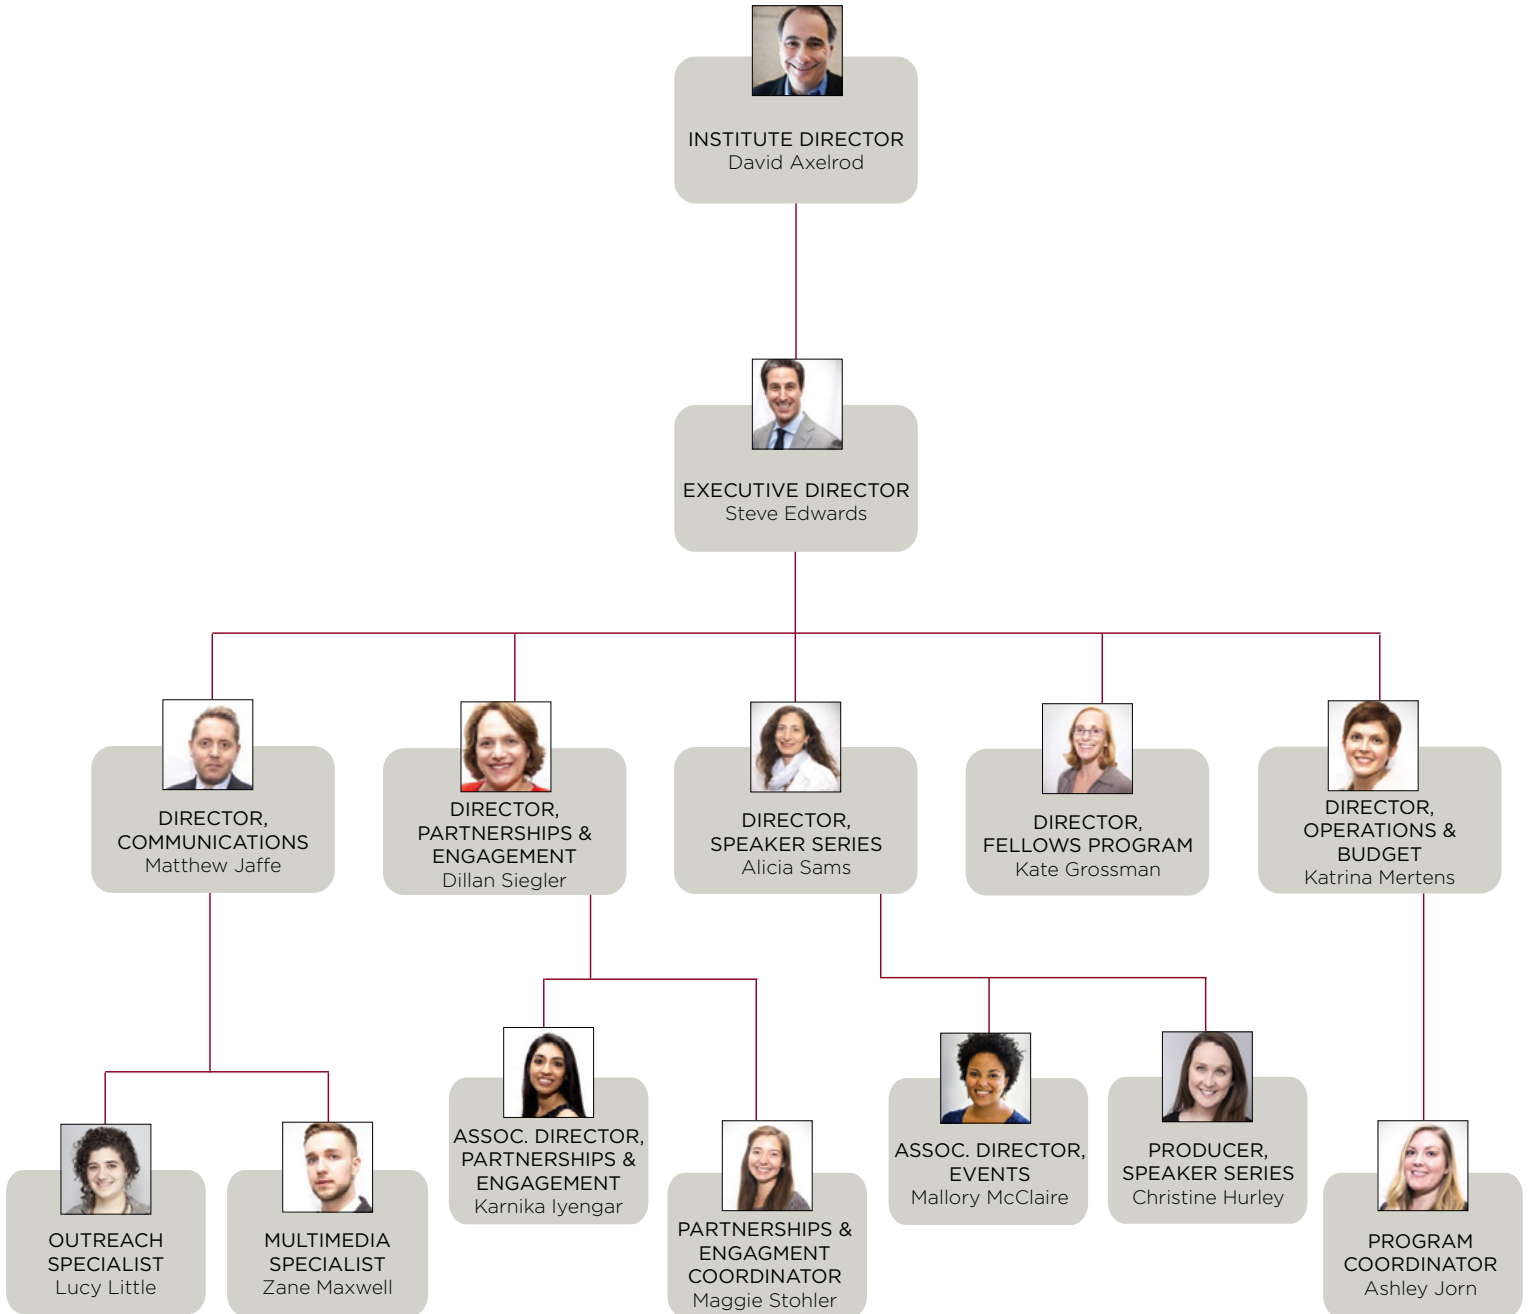 INSTITUTE DIRECTOR
David Axelrod
EXECUTIVE DIRECTOR
Steve Edwards
DIRECTOR,
COMMUNICATIONS
Matthew Jaffe
DIRECTOR,
PARTNERSHIPS &
ENGAGEMENT
Dillan Siegler
DIRECTOR,
SPEAKER SERIES
Alicia Sams
DIRECTOR,
FELLOWS PROGRAM
Kate Grossman
DIRECTOR,
OPERATIONS &
BUDGET
Katrina Mertens
OUTREACH
SPECIALIST
Lucy Little
MULTIMEDIA
SPECIALIST
Zane Maxwell
ASSOC. DIRECTOR,
PARTNERSHIPS &
ENGAGEMENT
Karnika Iyengar
PARTNERSHIPS &
ENGAGMENT
COORDINATOR
Maggie Stohler
ASSOC. DIRECTOR,
EVENTS
Mallory McClaire
PRODUCER,
SPEAKER SERIES
Christine Hurley
PROGRAM
COORDINATOR
Ashley Jorn